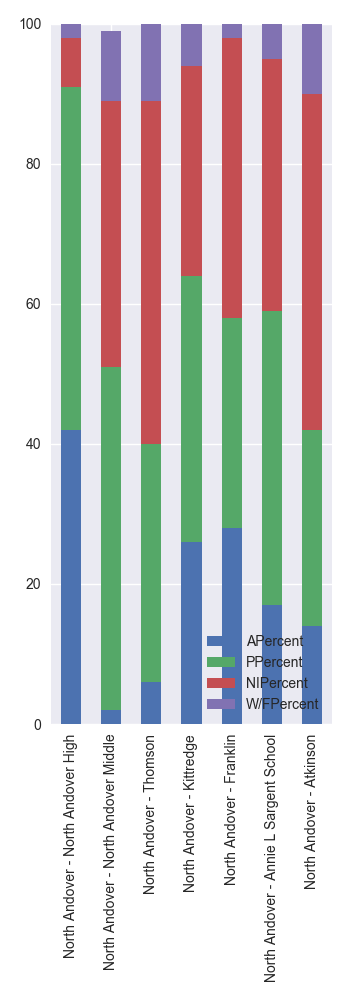 100
80
60
40
20
0
APercent
PPercent
NIPercent
W/FPercent
North Andover - North Andover High
North Andover - North Andover Middle
North Andover - Thomson
North Andover - Kittredge
North Andover - Franklin
North Andover - Annie L Sargent School
North Andover - Atkinson